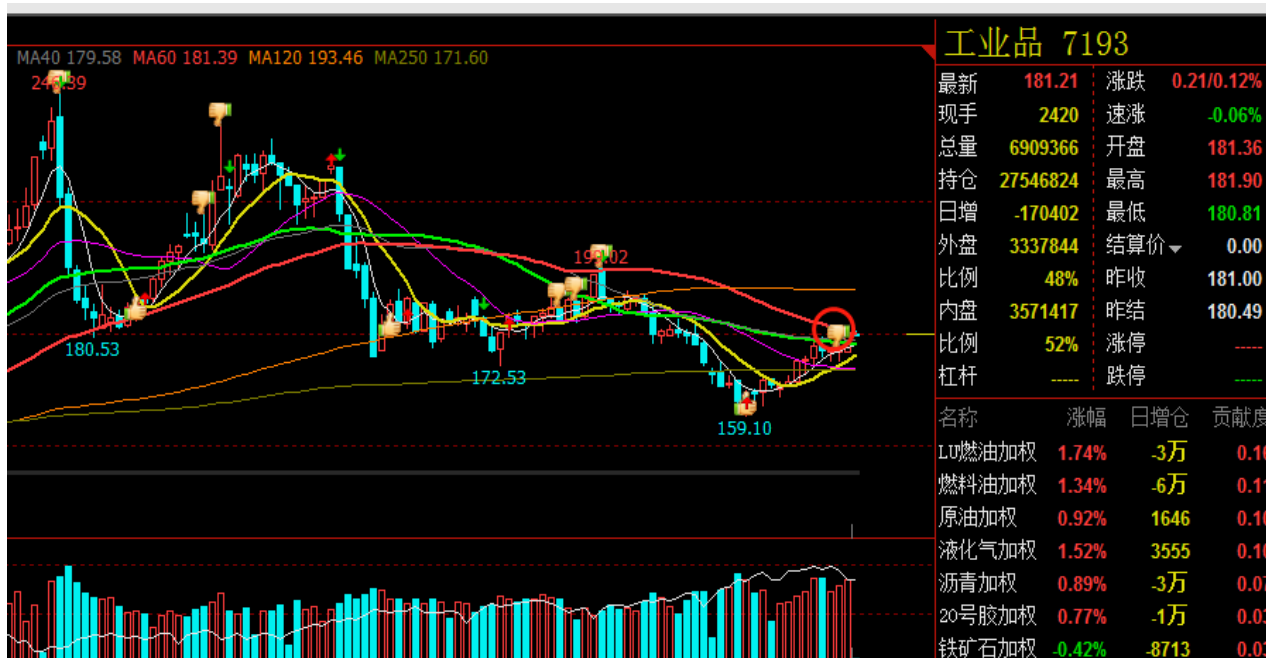 MA40 179.58 MA60 181.39 MA120 193.46 MA250 171.60
180.53
172.53
159.10
工业品 7193
最新 181.21 涨跌 0.21/0.12%
现手 2420 速涨 -0.06%
总量 6909366 开盘 181.36
持仓 27546824 最高 181.90
日增 -170402 最低 180.81
外盘 3337844 结算价 0.00
比例 48% 昨收 181.00
内盘 3571417 昨结 180.49
比例 52% 涨停 -----
杠杆 ----- 跌停 -----
名称 涨幅 日增仓 贡献度
LU燃油加权 1.74% -3万
燃料油加权 1.34% -6万
原油加权 0.92% 1646
液化气加权 1.52% 3555
沥青加权 0.89% -3万
20号胶加权 0.77% -1万
铁矿石加权 -0.42% -8713